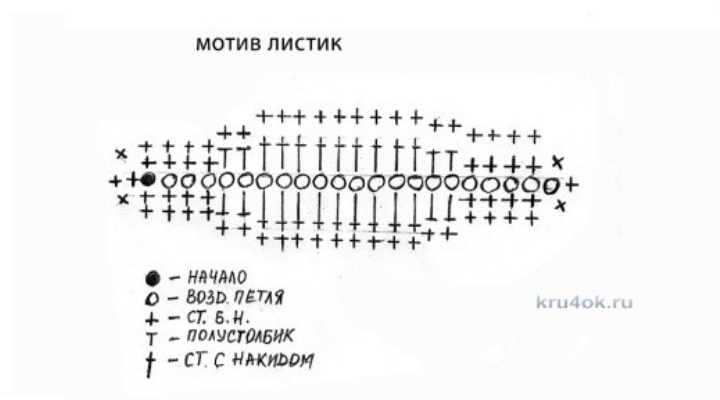 МОТИВ ЛИСТИК
- НАЧАЛО
- ВОЗД. ПЕТЛЯ
- СТ. Б.Н.
- ПОЛУСТОЛБИК
- СТ. С НАКИДОМ
kru4ok.ru